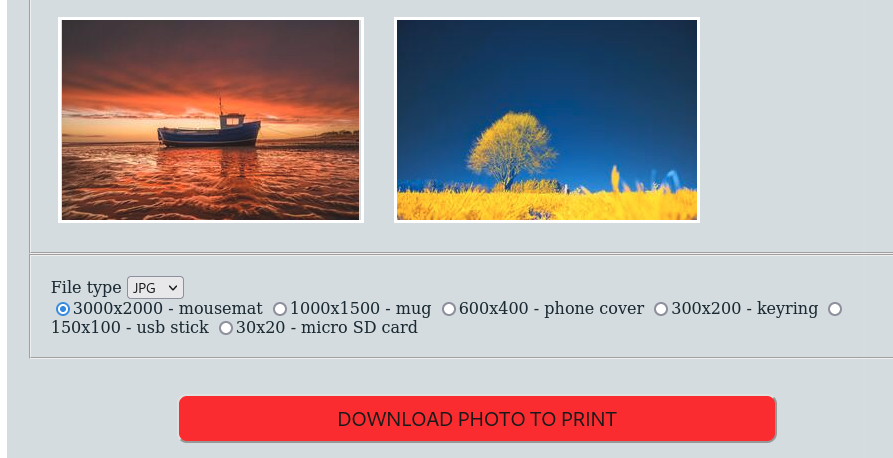 File type JPG
3000x2000 - mousemat 1000x1500 - mug 600x400 - phone cover 300x200 - keyring
150x100 - usb stick 30x20 - micro SD card
DOWNLOAD PHOTO TO PRINT